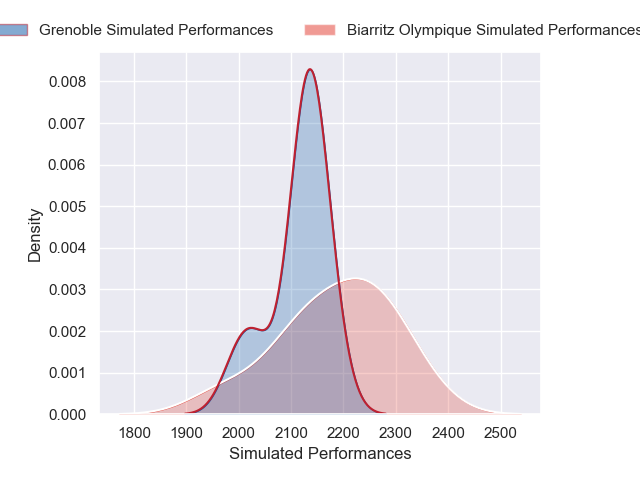 Grenoble Simulated Performances Biarritz Olympique Simulated Performances
0.008
0.007
0.006
0.005
0.004
0.003
0.002
0.001
0.000
Density
1800 1900 2000 2100 2200 2300 2400 2500
Simulated Performances